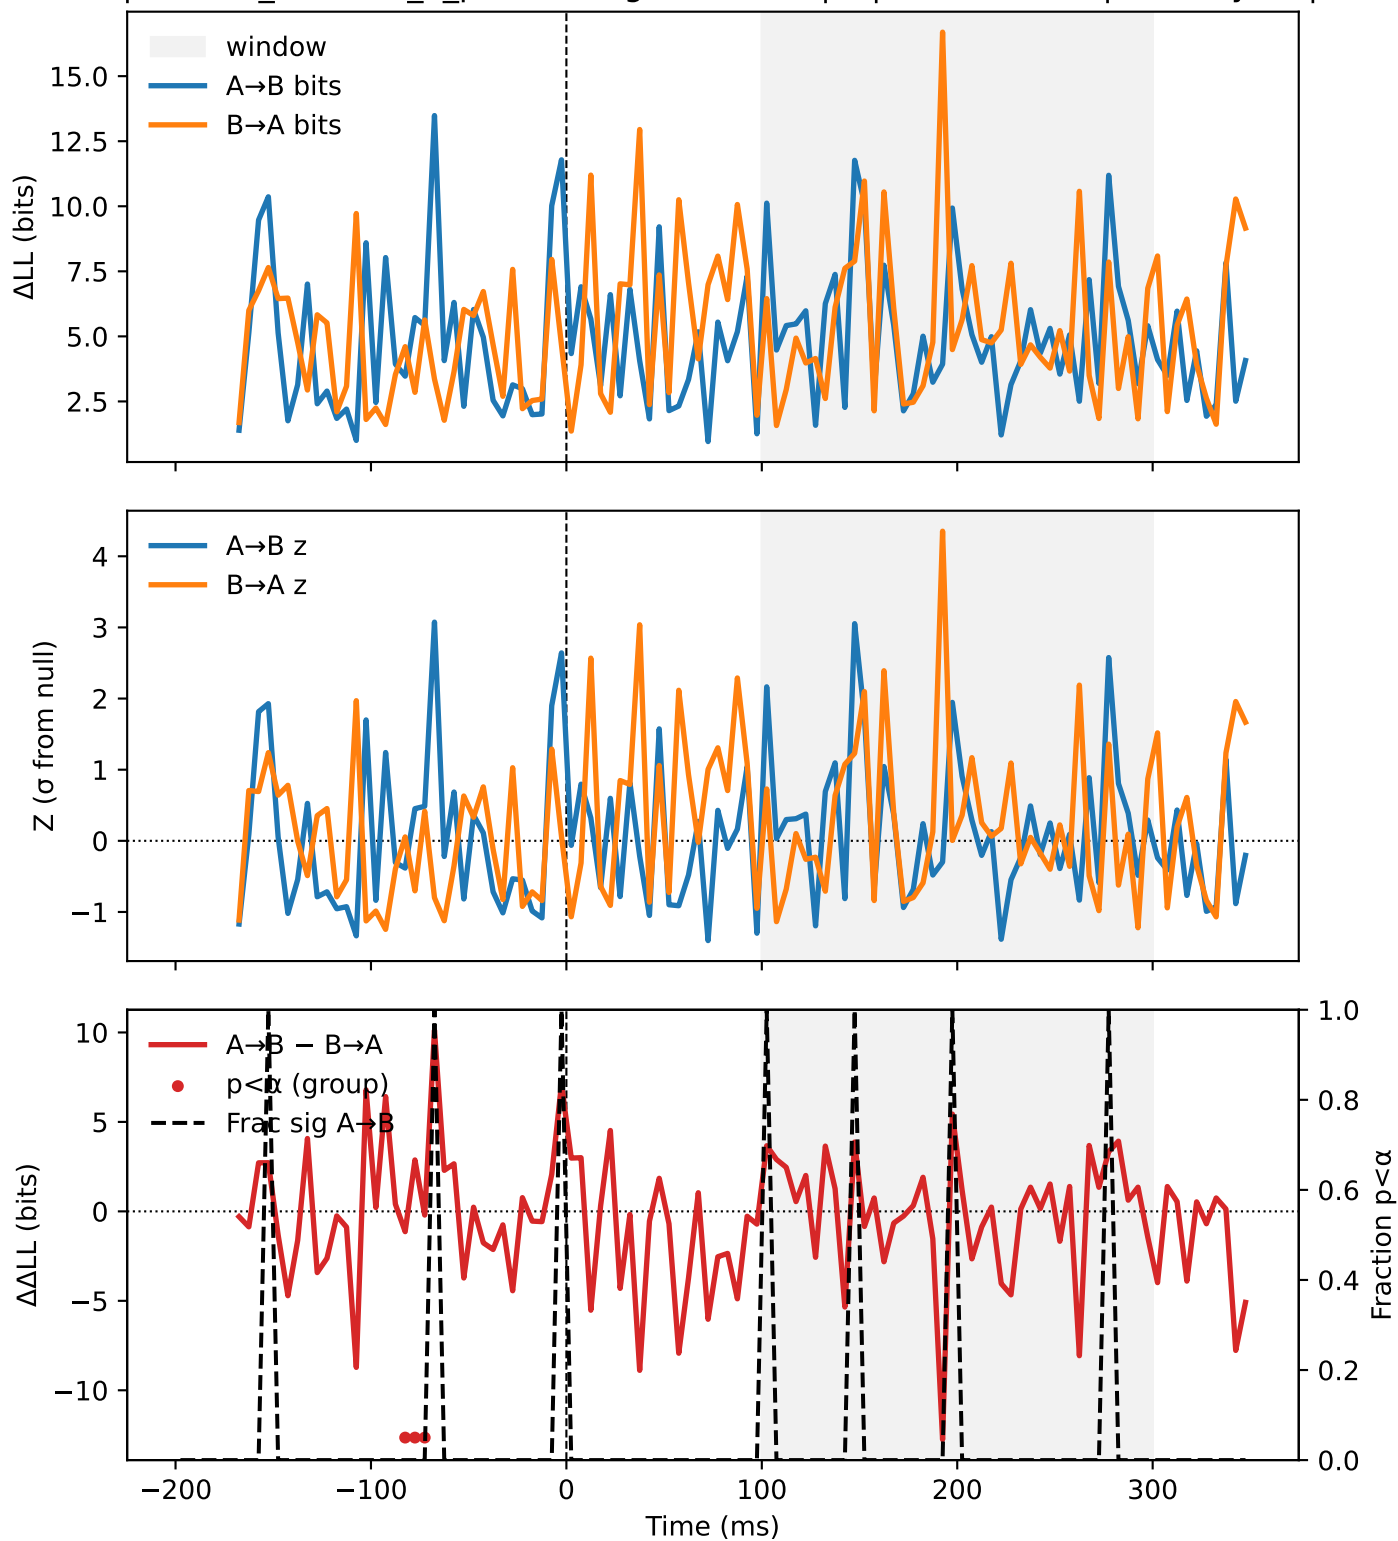 window
A→B bits
B→A bits
15.0
12.5
10.0
7.5
5.0
2.5
ΔLL (bits)
A→B z
B→A z
4
3
2
1
0
−1
Z (σ from null)
A→B − B→A
p<α (group)
Frac sig A→B
10
5
0
−5
−10
ΔΔLL (bits)
1.0
0.8
0.6
0.4
0.2
0.0
Fraction p<α
−200
−100
0
100
200
300
Time (ms)